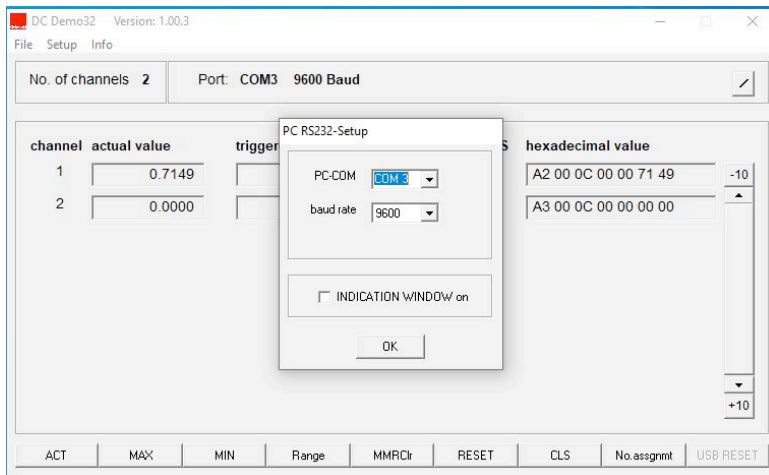 DC Demo32 Version: 1.00.3
File Setup Info
No. of channels 2 Port: COM3 9600 Baud
channel actual value trigger S hexadecimal value
1 0.7149 A2 00 0C 00 00 71 49 -10
2 0.0000 A3 00 0C 00 00 00 00
+10
PC RS232-Setup
PC-COM COM 3
baud rate 9600
INDICATION WINDOW on
OK
ACT MAX MIN Range MMRClr RESET CLS No.assgnmt USB RESET